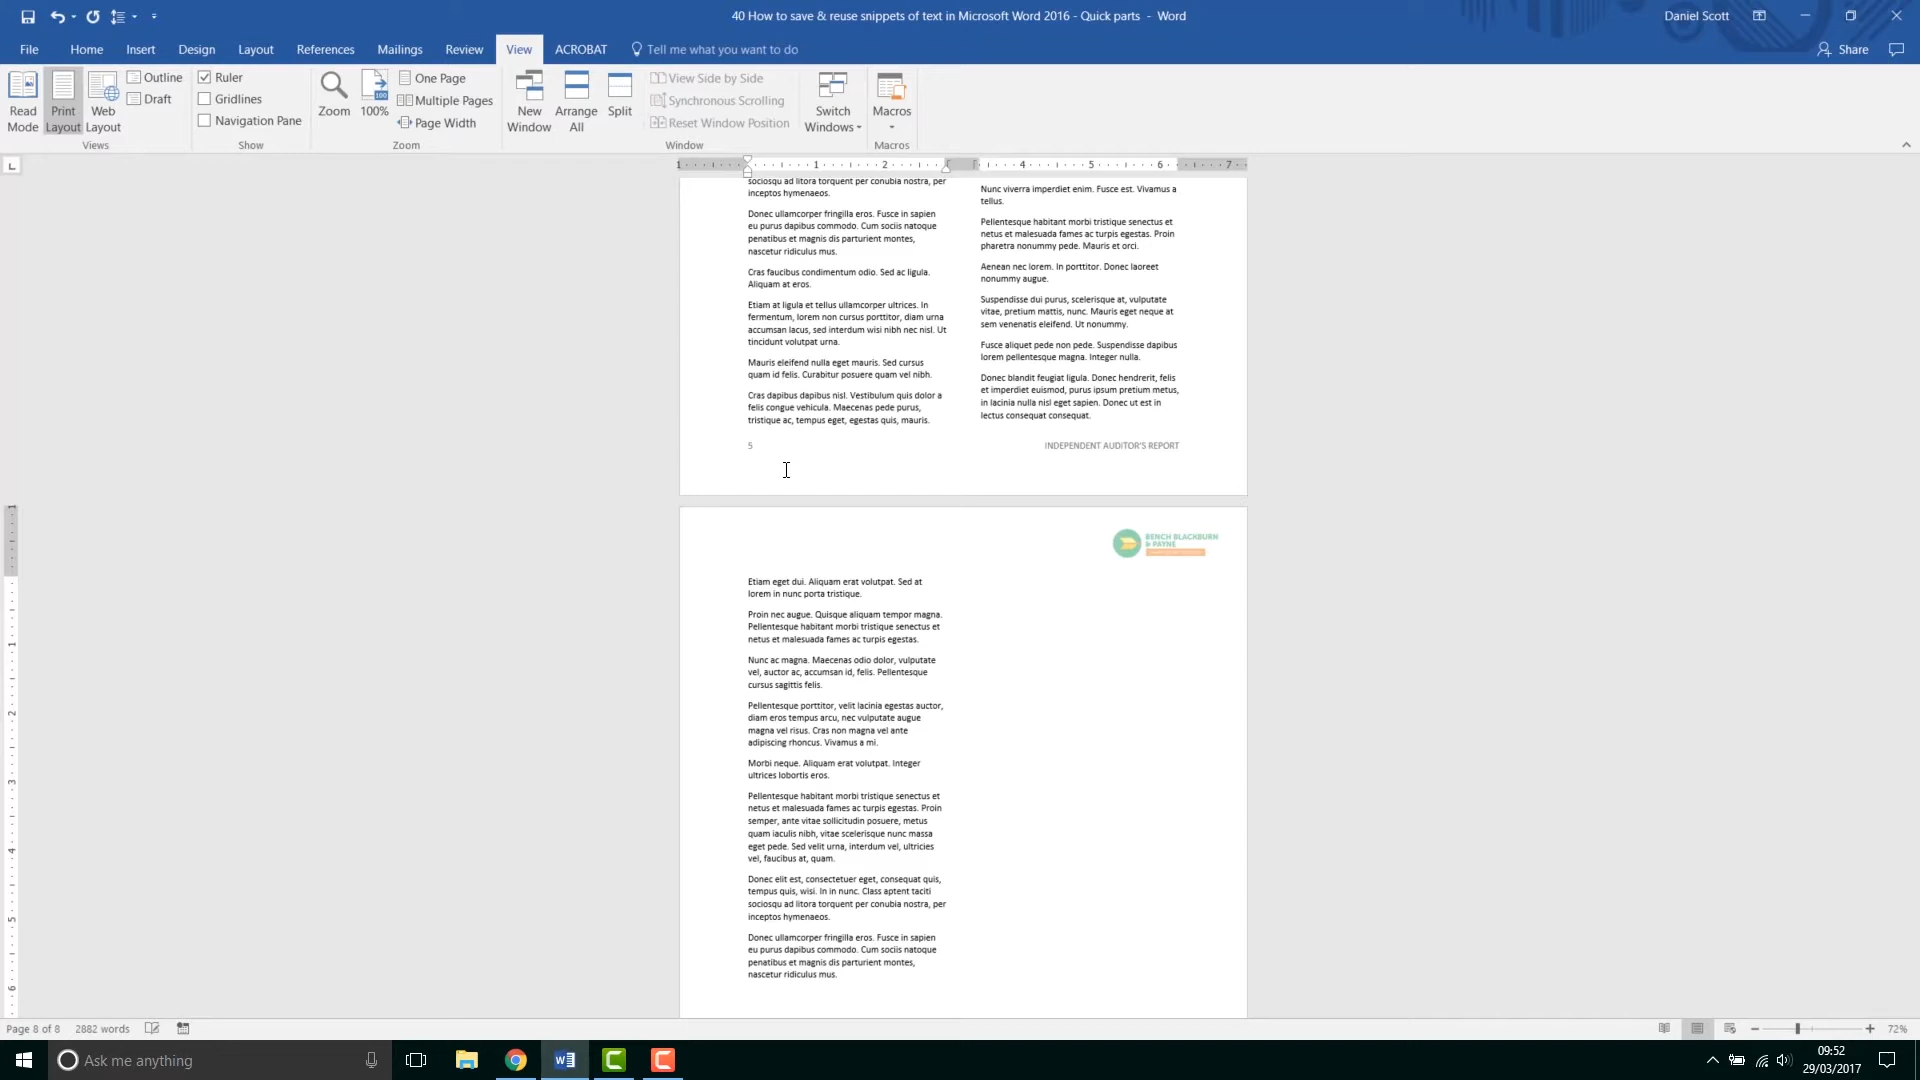 40 How to save & reuse snippets of text in Microsoft Word 2016 - Quick parts - Word
Daniel Scott
File Home Insert Design Layout References Mailings Review View ACROBAT Tell me what you want to do
Share
Read Mode
Print Layout
Web Layout
Outline
Draft
Views
Ruler
Gridlines
Navigation Pane
Show
Zoom
100%
One Page
Multiple Pages
Page Width
Zoom
New Window
Arrange All
Split
View Side by Side
Synchronous Scrolling
Reset Window Position
Window
Switch Windows
Macros
Macros
1 1 2 4 5 6 7
sociosqu ad litora torquent per conubia nostra, per
inceptos hymenaeos.
Donec ullamcorper fringilla eros. Fusce in sapien
eu purus dapibus commodo. Cum sociis natoque
penatibus et magnis dis parturient montes,
nascetur ridiculus mus.
Cras faucibus condimentum odio. Sed ac ligula.
Aliquam at eros.
Etiam at ligula et tellus ullamcorper ultrices. In
fermentum, lorem non cursus porttitor, diam urna
accumsan lacus, sed interdum wisi nibh nec nisl. Ut
tincidunt volutpat urna.
Mauris eleifend nulla eget mauris. Sed cursus
quam id felis. Curabitur posuere quam vel nibh.
Cras dapibus dapibus nisl. Vestibulum quis dolor a
felis congue vehicula. Maecenas pede purus,
tristique ac, tempus eget, egestas quis, mauris.
Nunc viverra imperdiet enim. Fusce est. Vivamus a
tellus.
Pellentesque habitant morbi tristique senectus et
netus et malesuada fames ac turpis egestas. Proin
pharetra nonummy pede. Mauris et orci.
Aenean nec lorem. In porttitor. Donec laoreet
nonummy augue.
Suspendisse dui purus, scelerisque at, vulputate
vitae, pretium mattis, nunc. Mauris eget neque at
sem venenatis eleifend. Ut nonummy.
Fusce aliquet pede non pede. Suspendisse dapibus
lorem pellentesque magna. Integer nulla.
Donec blandit feugiat ligula. Donec hendrerit, felis
et imperdiet euismod, purus ipsum pretium metus,
in lacinia nulla nisl eget sapien. Donec ut est in
lectus consequat consequat.
5
INDEPENDENT AUDITOR'S REPORT
BENCH BLACKBURN
& PAYNE
Etiam eget dui. Aliquam erat volutpat. Sed at
lorem in nunc porta tristique.
Proin nec augue. Quisque aliquam tempor magna.
Pellentesque habitant morbi tristique senectus et
netus et malesuada fames ac turpis egestas.
Nunc ac magna. Maecenas odio dolor, vulputate
vel, auctor ac, accumsan id, felis. Pellentesque
cursus sagittis felis.
Pellentesque porttitor, velit lacinia egestas auctor,
diam eros tempus arcu, nec vulputate augue
magna vel risus. Cras non magna vel ante
adipiscing rhoncus. Vivamus a mi.
Morbi neque. Aliquam erat volutpat. Integer
ultrices lobortis eros.
Pellentesque habitant morbi tristique senectus et
netus et malesuada fames ac turpis egestas. Proin
semper, ante vitae sollicitudin posuere, metus
quam iaculis nibh, vitae scelerisque nunc massa
eget pede. Sed velit urna, interdum vel, ultricies
vel, faucibus at, quam.
Donec elit est, consectetuer eget, consequat quis,
tempus quis, wisi. In in nunc. Class aptent taciti
sociosqu ad litora torquent per conubia nostra, per
inceptos hymenaeos.
Donec ullamcorper fringilla eros. Fusce in sapien
eu purus dapibus commodo. Cum sociis natoque
penatibus et magnis dis parturient montes,
nascetur ridiculus mus.
1
1
2
3
4
5
6
Page 8 of 8 2882 words
72%
Ask me anything
09:52
29/03/2017